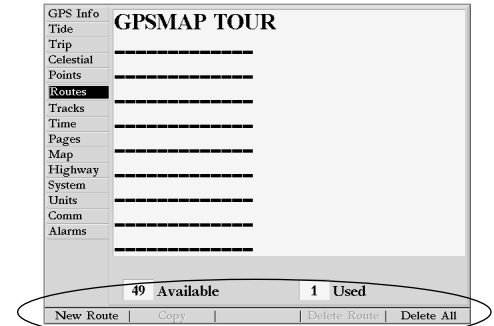 GPS Info
Tide
Trip
Celestial
Points
Routes
Tracks
Time
Pages
Map
Highway
System
Units
Comm
Alarms
GPSMAP TOUR
49 Available 1 Used
New Route Copy Delete Route Delete All